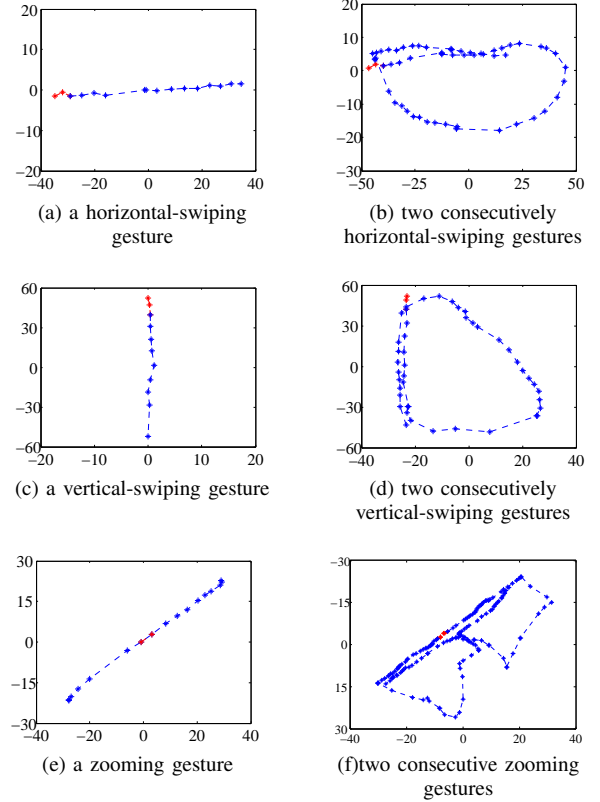 20
10
0
−10
−20
−40 −20 0 20 40
(a) a horizontal-swiping
gesture
20
10
0
−10
−20
−30
−50 −25 0 25 50
(b) two consecutively
horizontal-swiping gestures
60
30
0
−30
−60
−20 −10 0 10 20
(c) a vertical-swiping gesture
60
30
0
−30
−60
−40 −20 0 20 40
(d) two consecutively
vertical-swiping gestures
30
15
0
−15
−30
−40 −20 0 20 40
(e) a zooming gesture
−30
−15
0
15
30
−40 −20 0 20 40
(f)two consecutive zooming
gestures